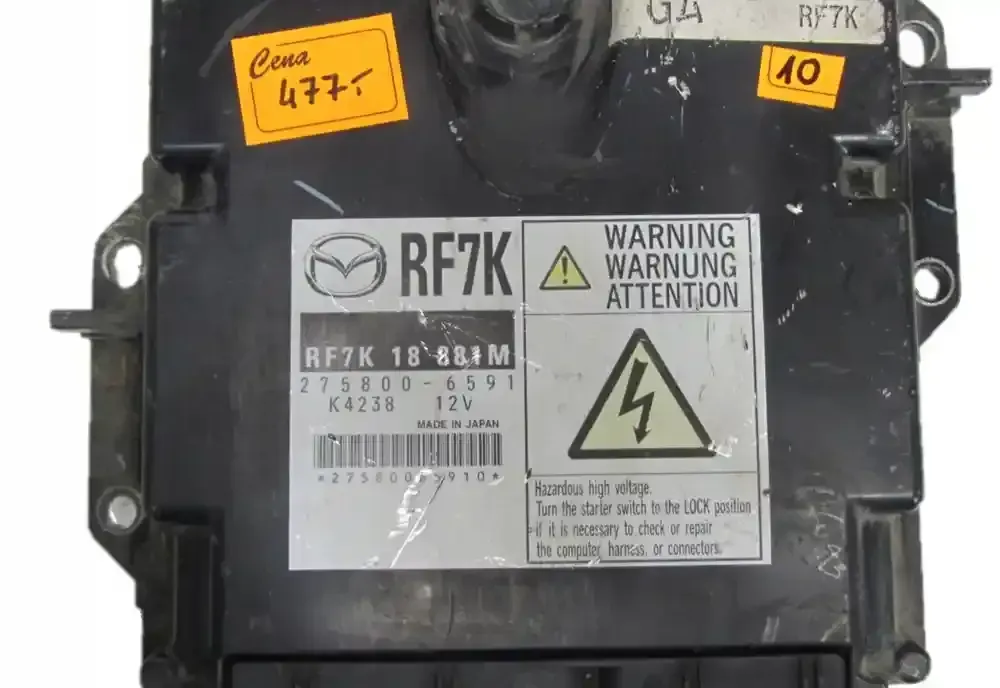 Cena
477.-
GA
RF7K
10
RF7K
RF7K 18 881M
275800-6591
K4238 12V
MADE IN JAPAN
WARNING
WARNUNG
ATTENTION
Hazardous high voltage.
Turn the starter switch to the LOCK position
if it is necessary to check or repair
the computer, harness, or connectors.